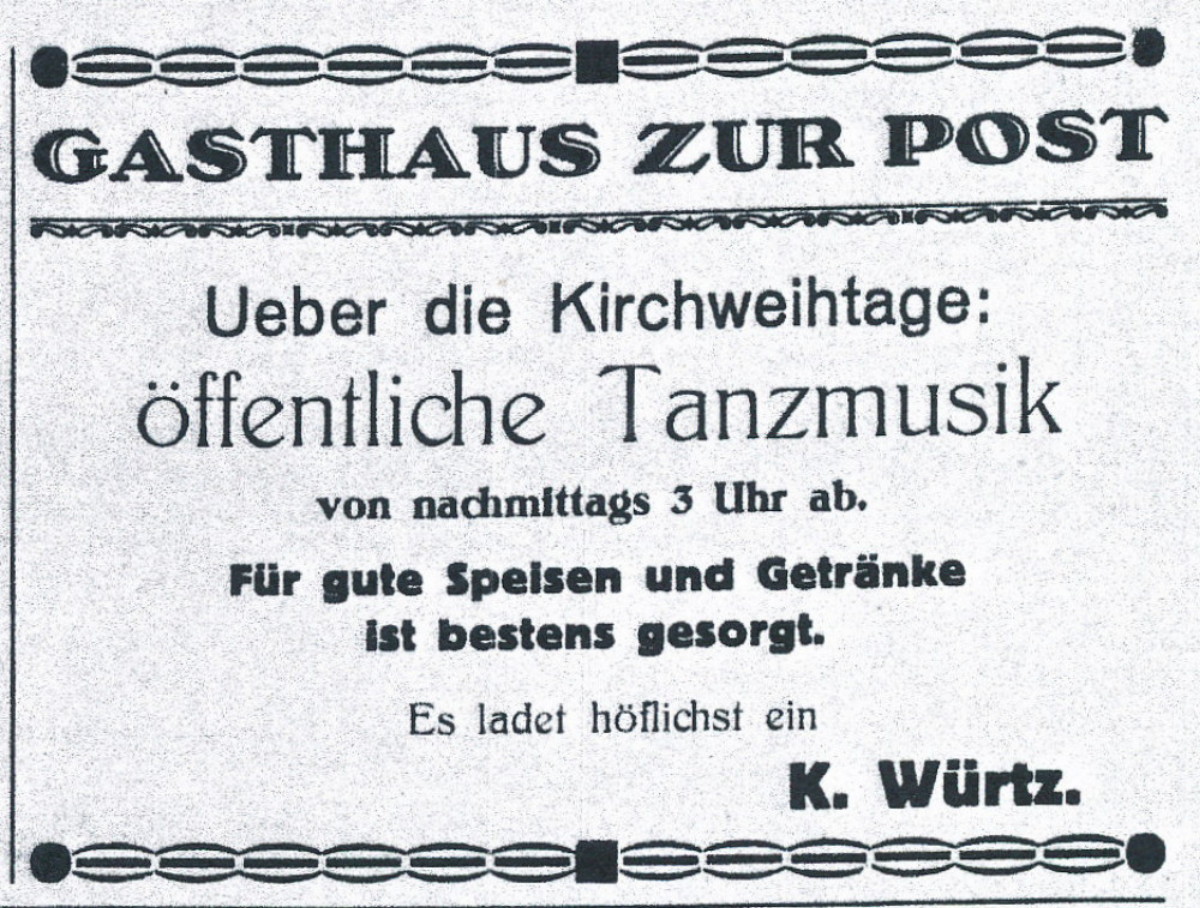 GASTHAUS ZUR POST
Ueber die Kirchweihtage:
öffentliche Tanzmusik
von nachmittags 3 Uhr ab.
Für gute Speisen und Getränke
ist bestens gesorgt.
Es ladet höflichst ein
K. Würtz.